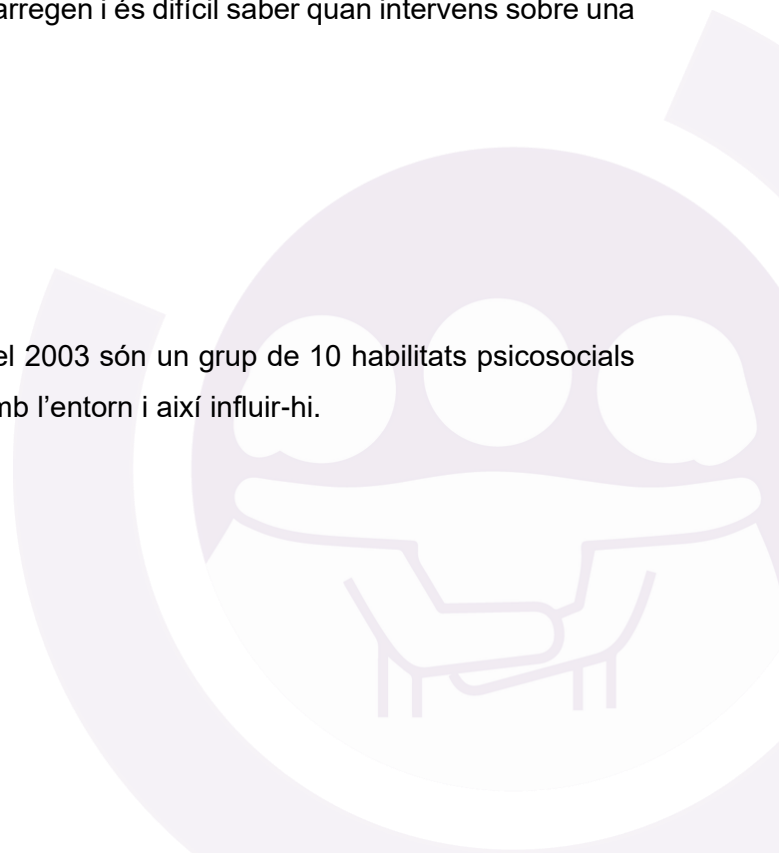 arregen i és difícil saber quan intervens sobre una
el 2003 són un grup de 10 habilitats psicosocials
mb l’entorn i així influir-hi.